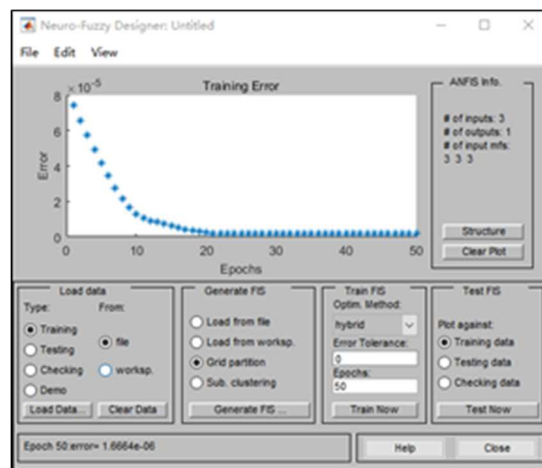 Neuro-Fuzzy Designer: Untitled
File Edit View
×10^-5
Training Error
8
6
4
2
0
Error
0 10 20 30 40 50
Epochs
ANFIS Info.
# of inputs: 3
# of outputs: 1
# of input mfs:
3 3 3
Structure
Clear Plot
Load data
Type: From:
Training
Testing
Checking
Demo
file
worksp.
Load Data... Clear Data
Generate FIS
Load from file
Load from worksp.
Grid partition
Sub. clustering
Generate FIS ...
Train FIS
Optim. Method:
hybrid
Error Tolerance:
0
Epochs:
50
Train Now
Test FIS
Plot against:
Training data
Testing data
Checking data
Test Now
Epoch 50:error= 1.6664e-06
Help Close